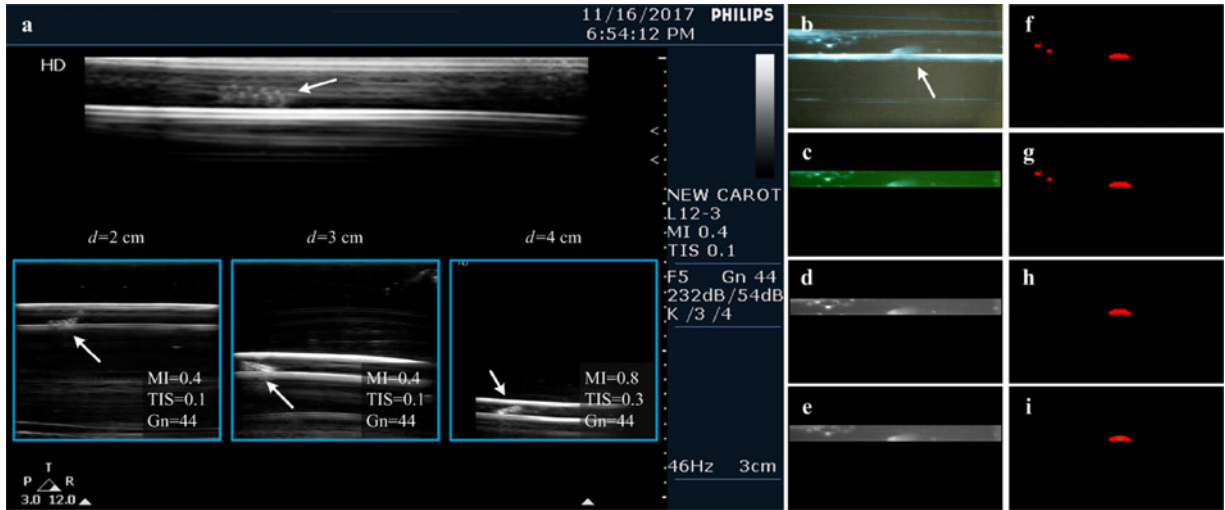 a
11/16/2017 PHILIPS
6:54:12 PM
HD
<
<
NEW CAROT
L12-3
MI 0.4
TIS 0.1
F5 Gn 44
232dB/54dB
K /3 /4
d=2 cm
d=3 cm
d=4 cm
MI=0.4
TIS=0.1
Gn=44
MI=0.4
TIS=0.1
Gn=44
MI=0.8
TIS=0.3
Gn=44
46Hz 3cm
T
P R
3.0 12.0
b
c
d
e
f
g
h
i